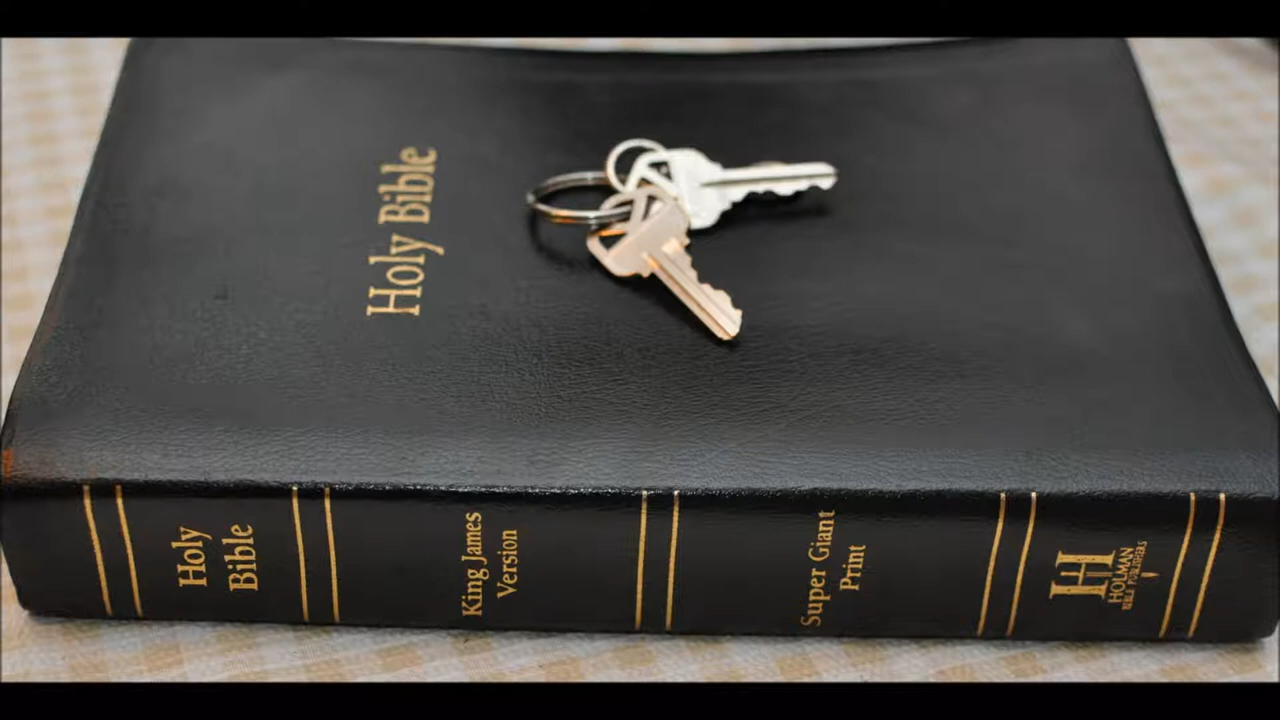 Holy Bible
Holy
Bible
King James
Version
Super Giant
Print
H
HOLMAN
BIBLE PUBLISHERS